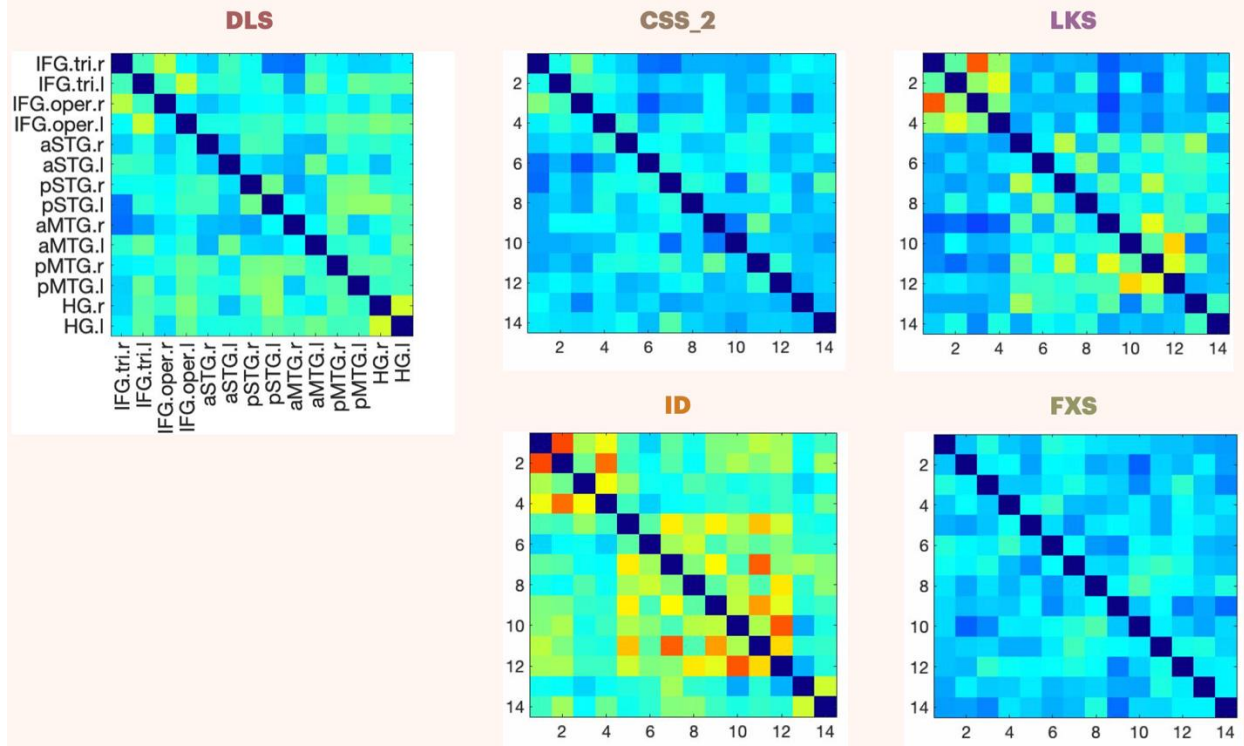 DLS
IFG.tri.r
IFG.tri.l
IFG.oper.r
IFG.oper.l
aSTG.r
aSTG.l
pSTG.r
pSTG.l
aMTG.r
aMTG.l
pMTG.r
pMTG.l
HG.r
HG.l
IFG.tri.r
IFG.tri.l
IFG.oper.r
IFG.oper.l
aSTG.r
aSTG.l
pSTG.r
pSTG.l
aMTG.r
aMTG.l
pMTG.r
pMTG.l
HG.r
HG.l
CSS_2
2
4
6
8
10
12
14
2 4 6 8 10 12 14
LKS
2
4
6
8
10
12
14
2 4 6 8 10 12 14
ID
2
4
6
8
10
12
14
2 4 6 8 10 12 14
FXS
2
4
6
8
10
12
14
2 4 6 8 10 12 14